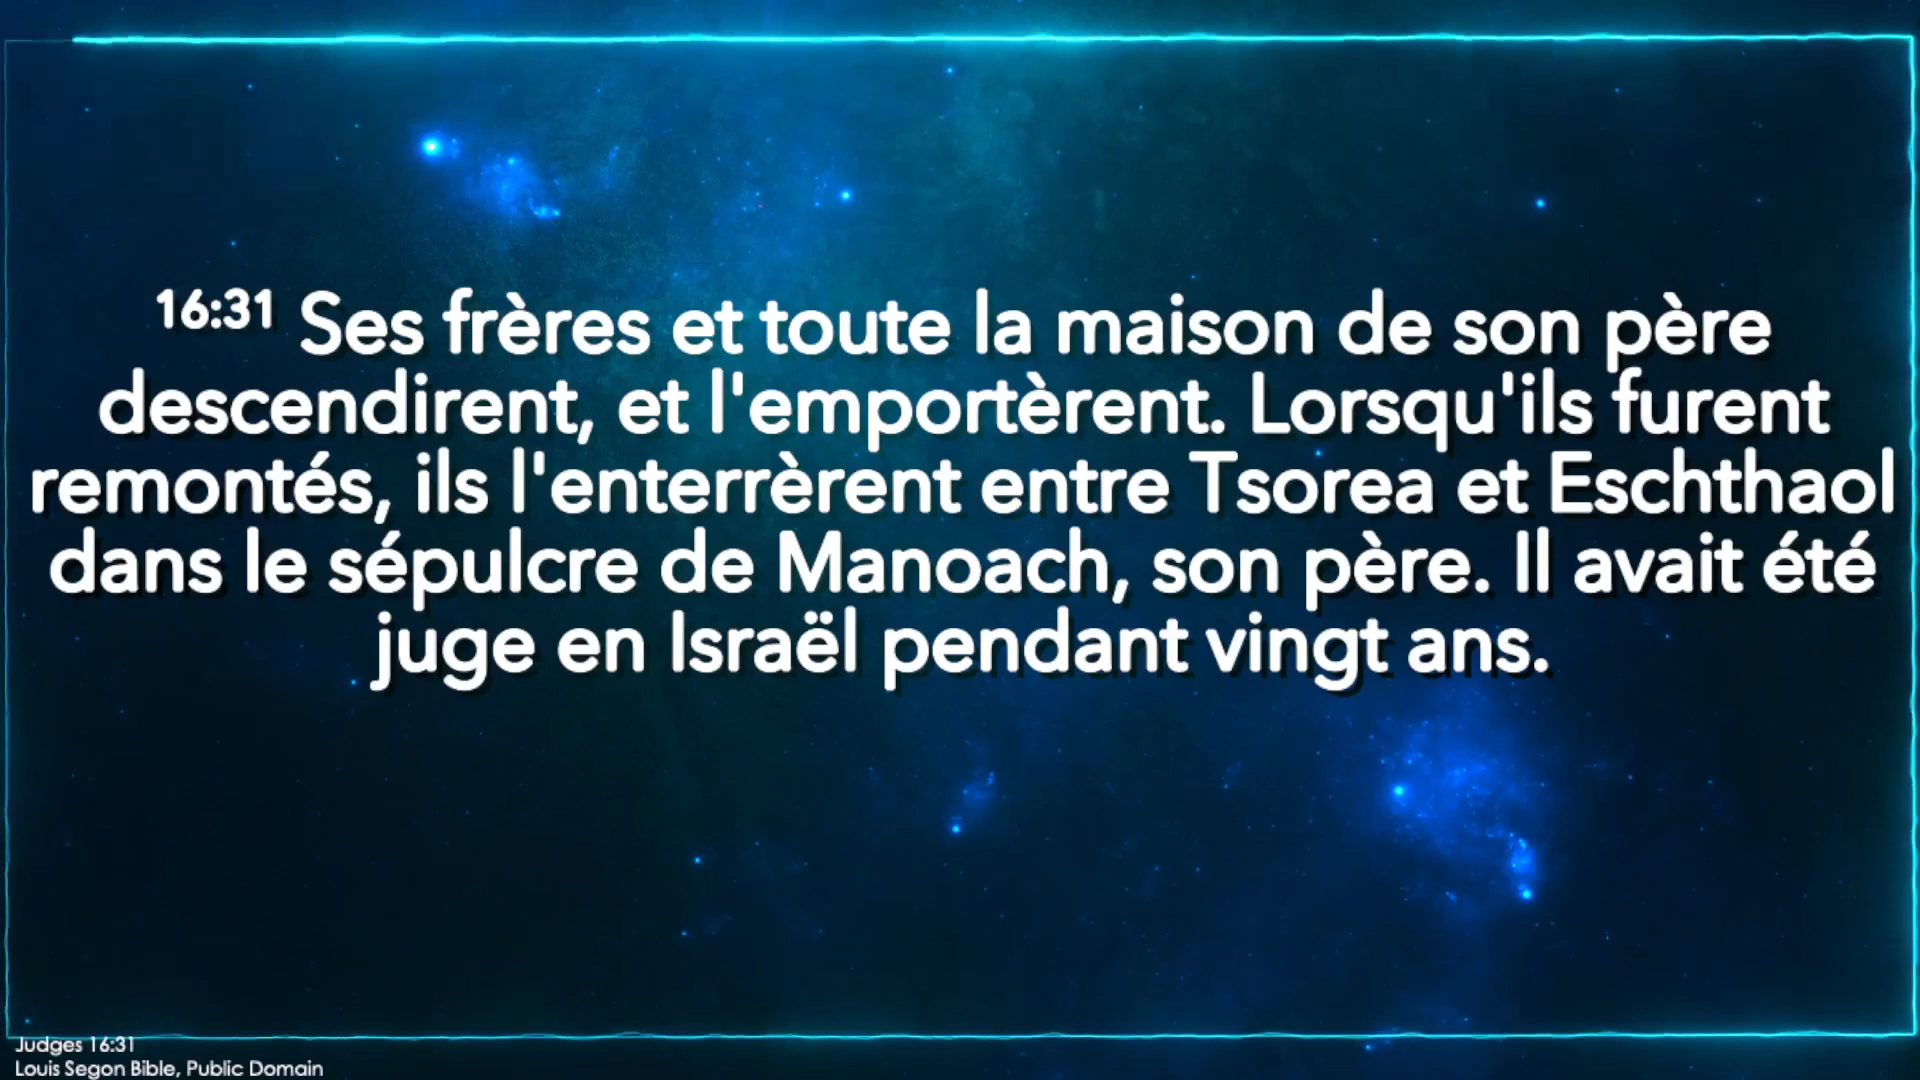 16:31 Ses frères et toute la maison de son père
descendirent, et l'emportèrent. Lorsqu'ils furent
remontés, ils l'enterrèrent entre Tsorea et Eschthaol
dans le sépulcre de Manoach, son père. Il avait été
juge en Israël pendant vingt ans.
Judges 16:31
Louis Segon Bible, Public Domain